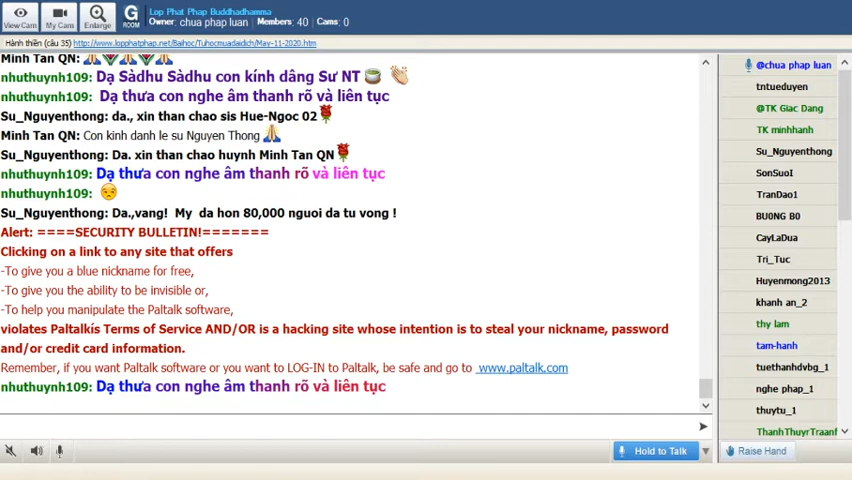 Lop Phat Phap Buddhadhamma
Owner: chua phap luan Members: 40 Cams: 0
View Cam My Cam Enlarge G ROOM
Hành thiền (câu 35) http://www.lopphatphap.net/Baihoc/Tuhocmuadaidich/May-11-2020.htm
Minh Tan QN:
nhuthuynh109: Dạ Sàdhu Sàdhu con kính dâng Sư NT
nhuthuynh109: Dạ thưa con nghe âm thanh rõ và liên tục
Su_Nguyenthong: da., xin than chao sis Hue-Ngoc 02
Minh Tan QN: Con kinh danh le su Nguyen Thong
Su_Nguyenthong: Da. xin than chao huynh Minh Tan QN
nhuthuynh109: Dạ thưa con nghe âm thanh rõ và liên tục
nhuthuynh109:
Su_Nguyenthong: Da.,vang! My da hon 80,000 nguoi da tu vong !
Alert: ====SECURITY BULLETIN!=======
Clicking on a link to any site that offers
-To give you a blue nickname for free,
-To give you the ability to be invisible or,
-To help you manipulate the Paltalk software,
violates Paltalkís Terms of Service AND/OR is a hacking site whose intention is to steal your nickname, password
and/or credit card information.
Remember, if you want Paltalk software or you want to LOG-IN to Paltalk, be safe and go to www.paltalk.com
nhuthuynh109: Dạ thưa con nghe âm thanh rõ và liên tục
Hold to Talk
@chua phap luan
tntueduyen
@TK Giac Dang
TK minhhanh
Su_Nguyenthong
SonSuoI
TranDao1
BU0NG B0
CayLaDua
Tri_Tuc
Huyenmong2013
khanh an_2
thy lam
tam-hanh
tuethanhdvbg_1
nghe phap_1
thuytu_1
ThanhThuyrTraanf
Raise Hand